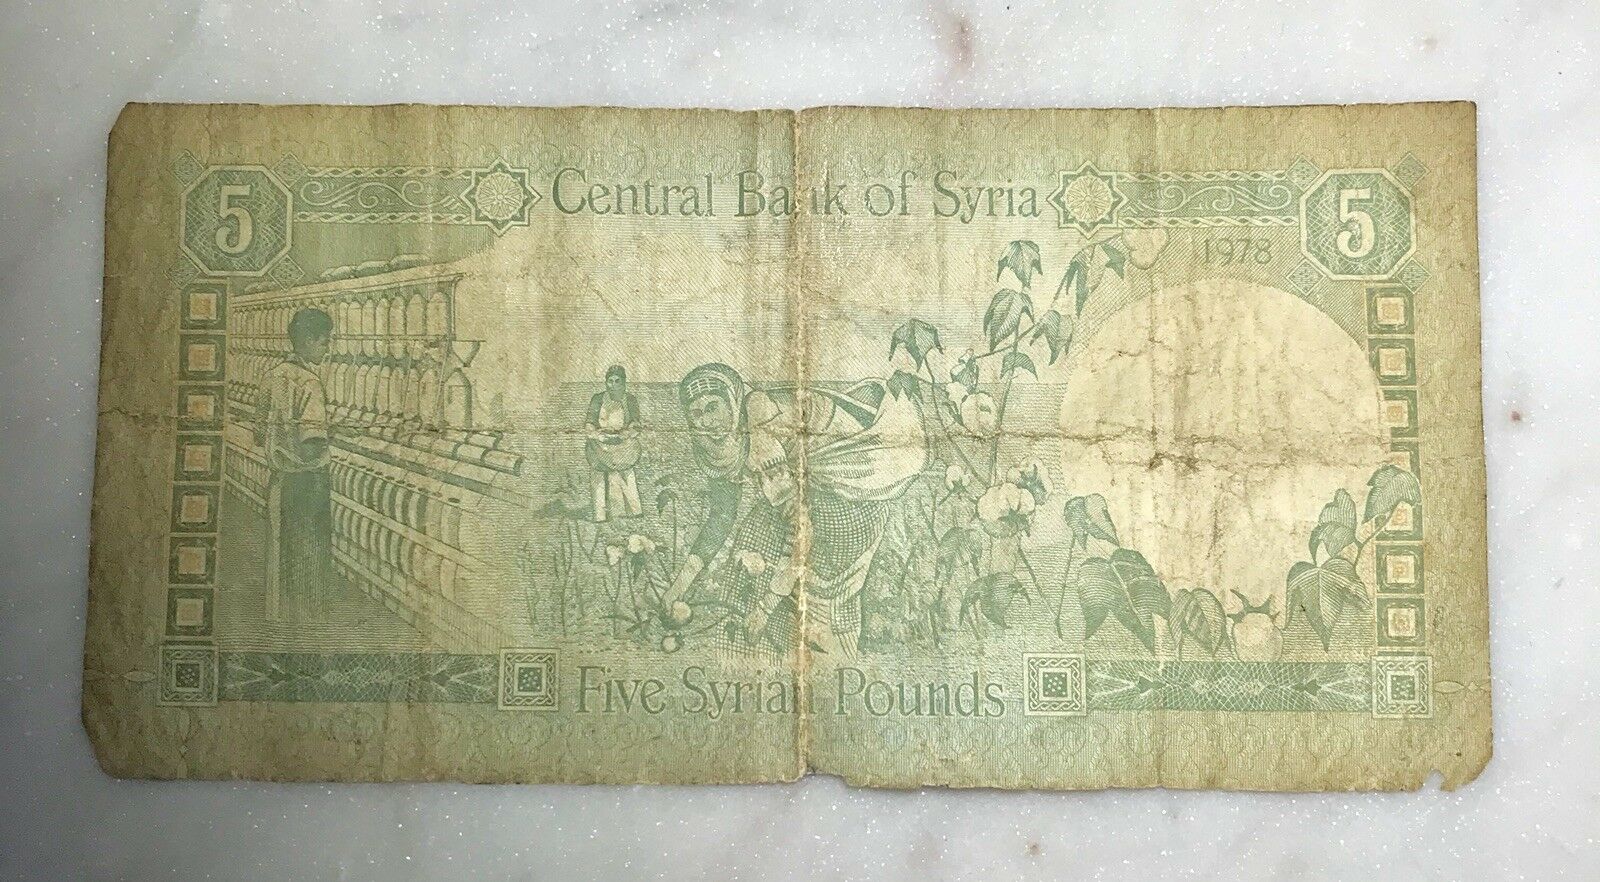 5 Central Bank of Syria 5
1978
Five Syrian Pounds